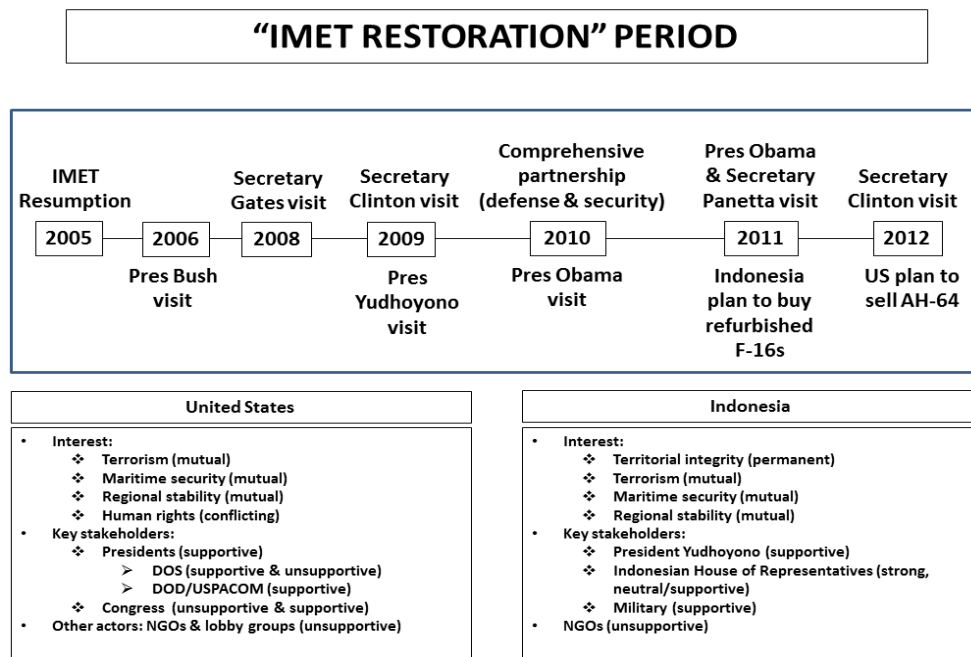 “IMET RESTORATION” PERIOD
IMET
Resumption
2005
2006
Pres Bush
visit
Secretary
Gates visit
2008
Secretary
Clinton visit
2009
Pres
Yudhoyono
visit
Comprehensive
partnership
(defense & security)
2010
Pres Obama
visit
Pres Obama
& Secretary
Panetta visit
2011
Indonesia
plan to buy
refurbished
F-16s
Secretary
Clinton visit
2012
US plan to
sell AH-64
United States
• Interest:
❖ Terrorism (mutual)
❖ Maritime security (mutual)
❖ Regional stability (mutual)
❖ Human rights (conflicting)
• Key stakeholders:
❖ Presidents (supportive)
➢ DOS (supportive & unsupportive)
➢ DOD/USPACOM (supportive)
❖ Congress (unsupportive & supportive)
• Other actors: NGOs & lobby groups (unsupportive)
Indonesia
• Interest:
❖ Territorial integrity (permanent)
❖ Terrorism (mutual)
❖ Maritime security (mutual)
❖ Regional stability (mutual)
• Key stakeholders:
❖ President Yudhoyono (supportive)
❖ Indonesian House of Representatives (strong,
neutral/supportive)
❖ Military (supportive)
• NGOs (unsupportive)